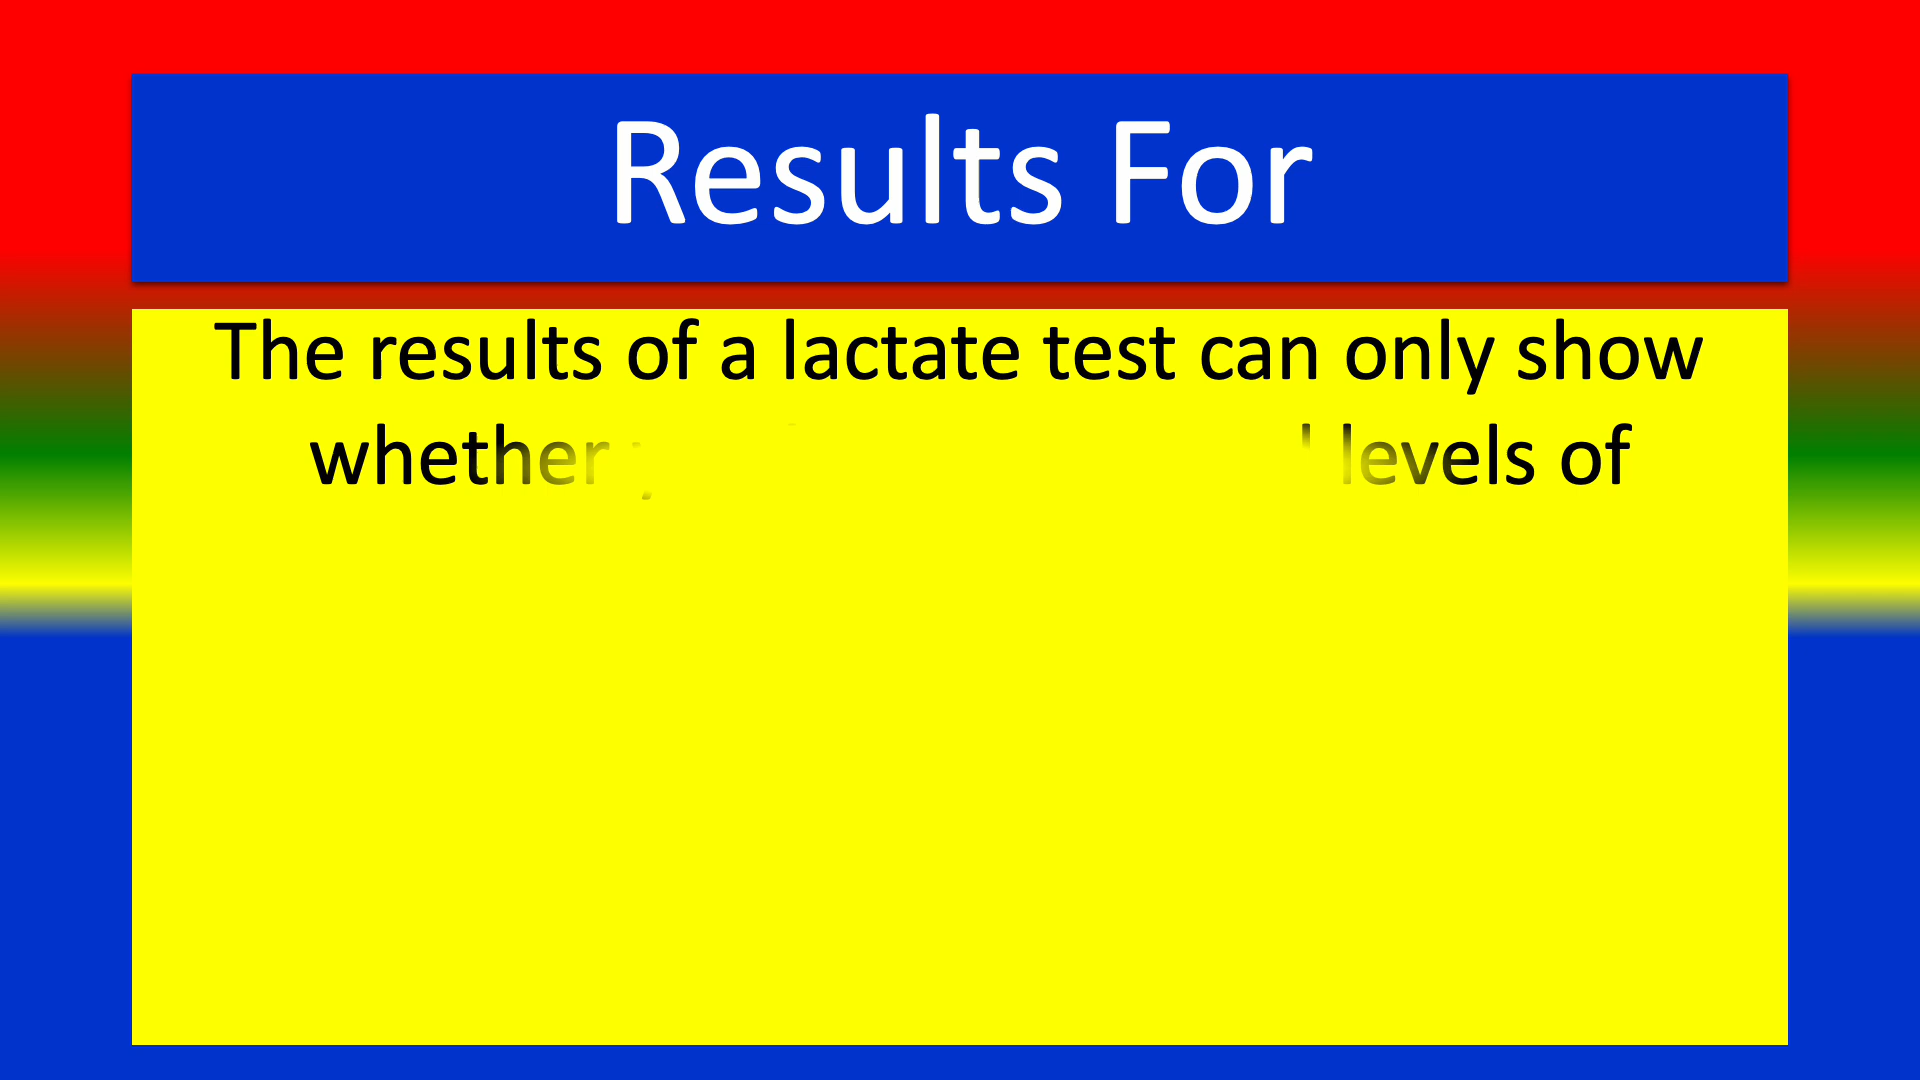 Results For
The results of a lactate test can only show
whether levels of